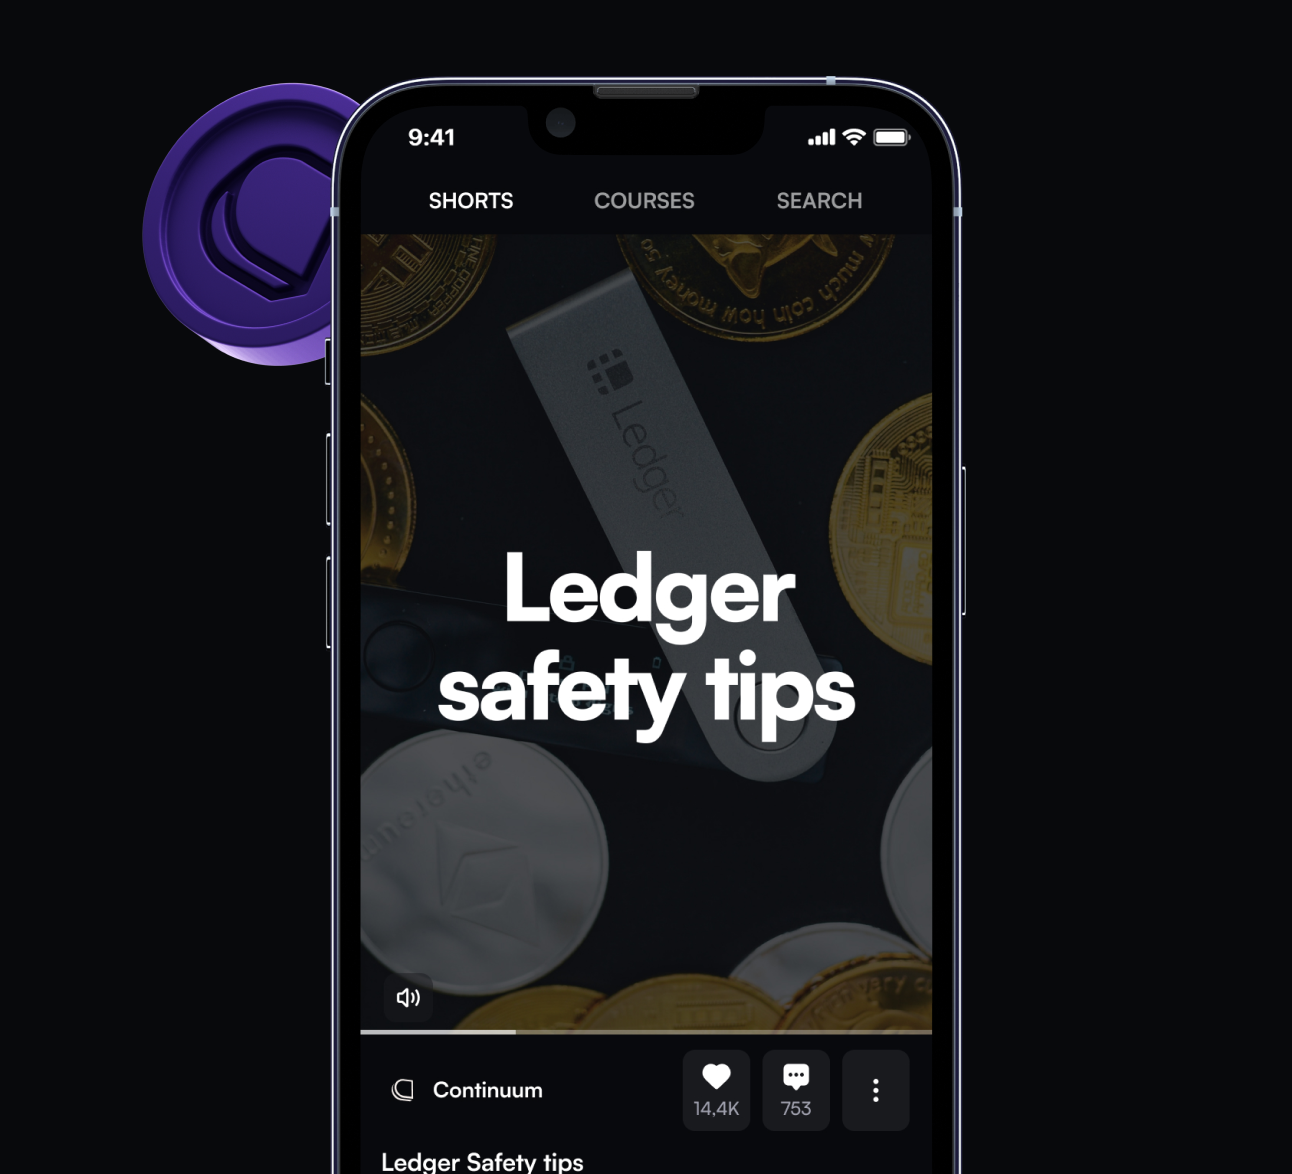 9:41
SHORTS COURSES SEARCH
much coin how money so
Ledger
Ledger
safety tips
ethereum
Continuum
14,4K 753
Ledger Safety tips